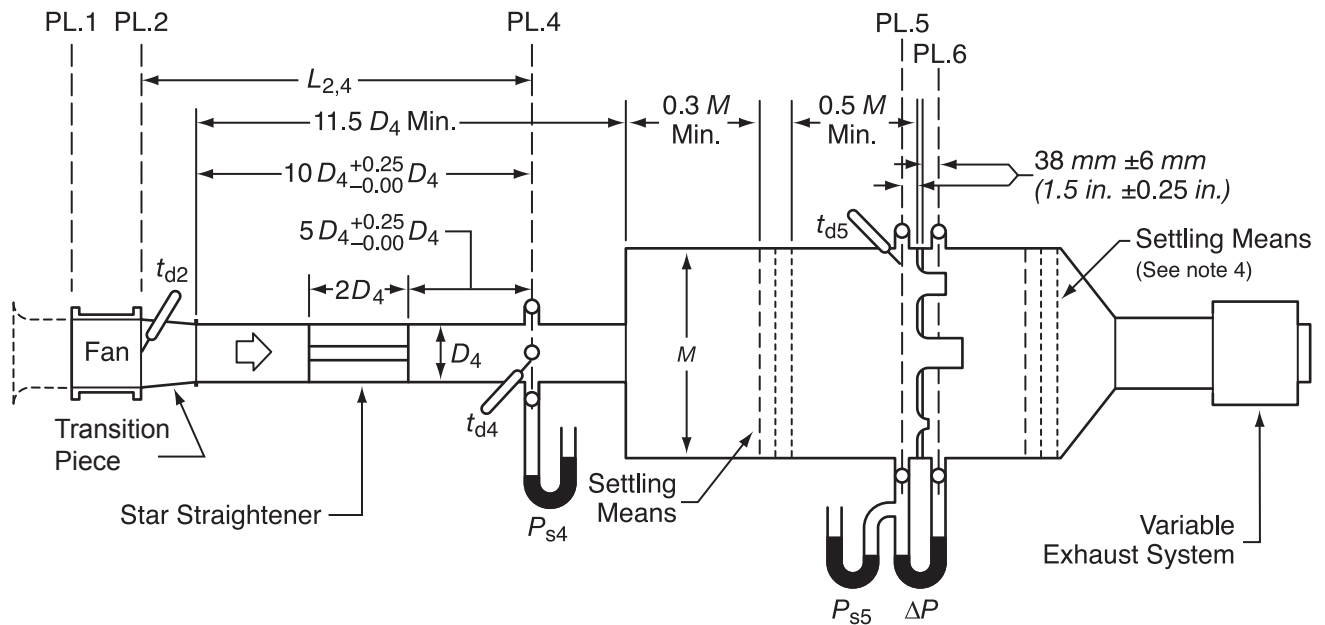 PL.1
PL.2
PL.4
PL.5
PL.6
L2,4
11.5 D4 Min.
0.3 M
Min.
0.5 M
Min.
10 D4 +0.25 -0.00 D4
38 mm ±6 mm
(1.5 in. ±0.25 in.)
5 D4 +0.25 -0.00 D4
td5
td2
2D4
Settling Means
(See note 4)
Fan
D4
M
td4
Transition
Piece
Star Straightener
Ps4
Settling
Means
Variable
Exhaust System
Ps5
ΔP